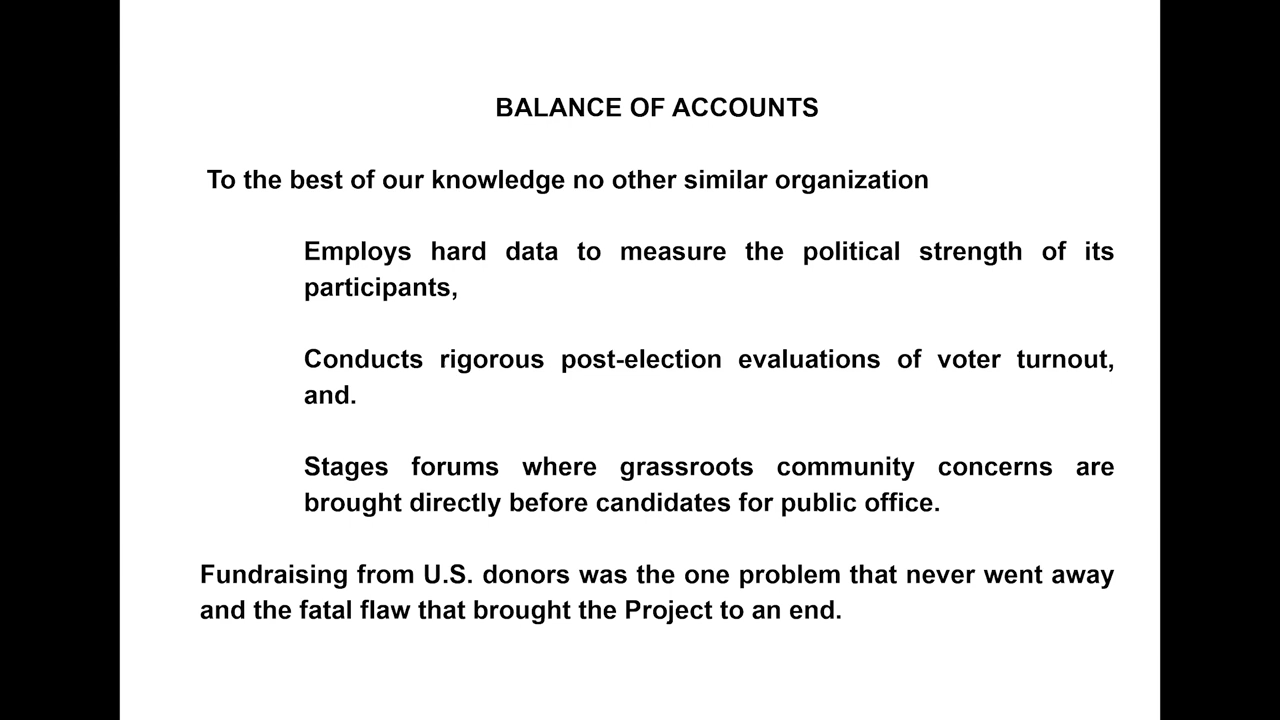 BALANCE OF ACCOUNTS
To the best of our knowledge no other similar organization
Employs hard data to measure the political strength of its
participants,
Conducts rigorous post-election evaluations of voter turnout,
and.
Stages forums where grassroots community concerns are
brought directly before candidates for public office.
Fundraising from U.S. donors was the one problem that never went away
and the fatal flaw that brought the Project to an end.